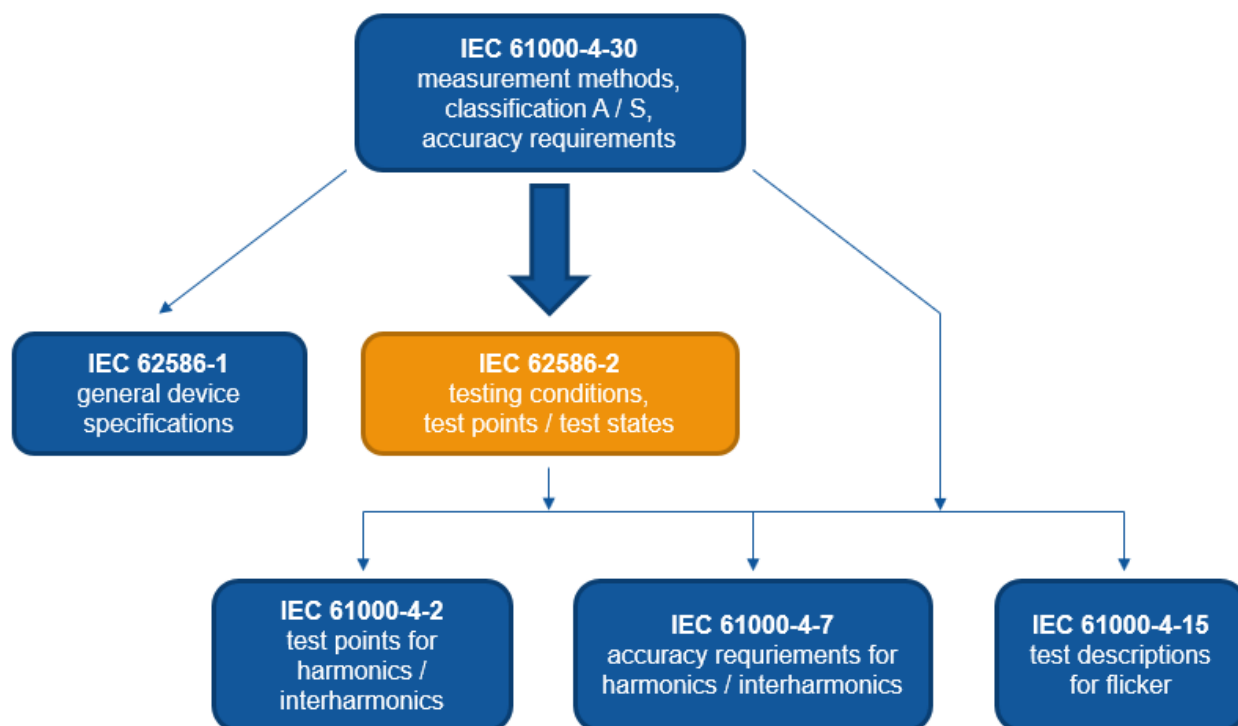 IEC 61000-4-30
measurement methods,
classification A / S,
accuracy requirements
IEC 62586-1
general device
specifications
IEC 62586-2
testing conditions,
test points / test states
IEC 61000-4-2
test points for
harmonics /
interharmonics
IEC 61000-4-7
accuracy requriements for
harmonics / interharmonics
IEC 61000-4-15
test descriptions
for flicker